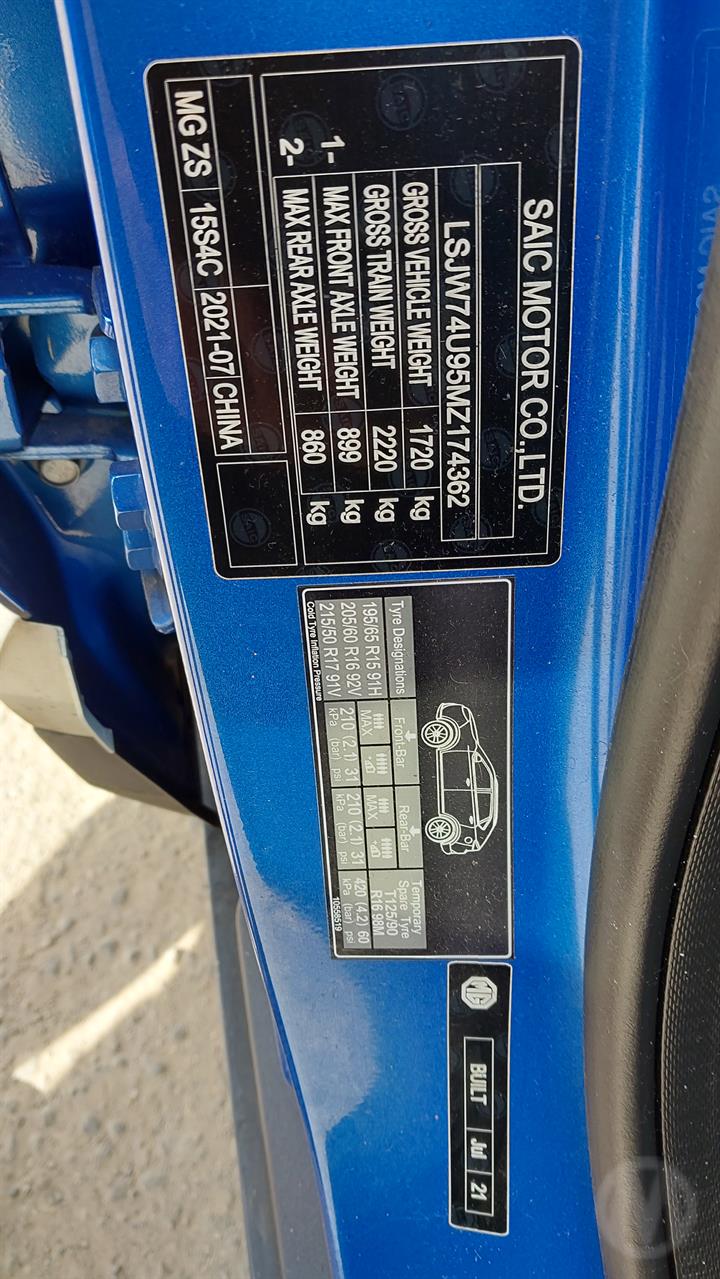 SAIC MOTOR CO.,LTD.
LSJW74U95MZ174362
GROSS VEHICLE WEIGHT 1720 kg
GROSS TRAIN WEIGHT 2220 kg
1- MAX FRONT AXLE WEIGHT 899 kg
2- MAX REAR AXLE WEIGHT 860 kg
MG ZS 15S4C 2021-07 CHINA
Tyre Designations Front-Bar Rear-Bar Temporary Spare Tyre T125/90 R16 98M
MAX MAX
195/65 R15 91H
205/60 R16 92V
215/50 R17 91V
210 (2.1) 31 210 (2.1) 31 420 (4.2) 60
kPa (bar) psi kPa (bar) psi kPa (bar) psi
Cold Tyre Inflation Pressure
10556519
MG BUILT Jul 21